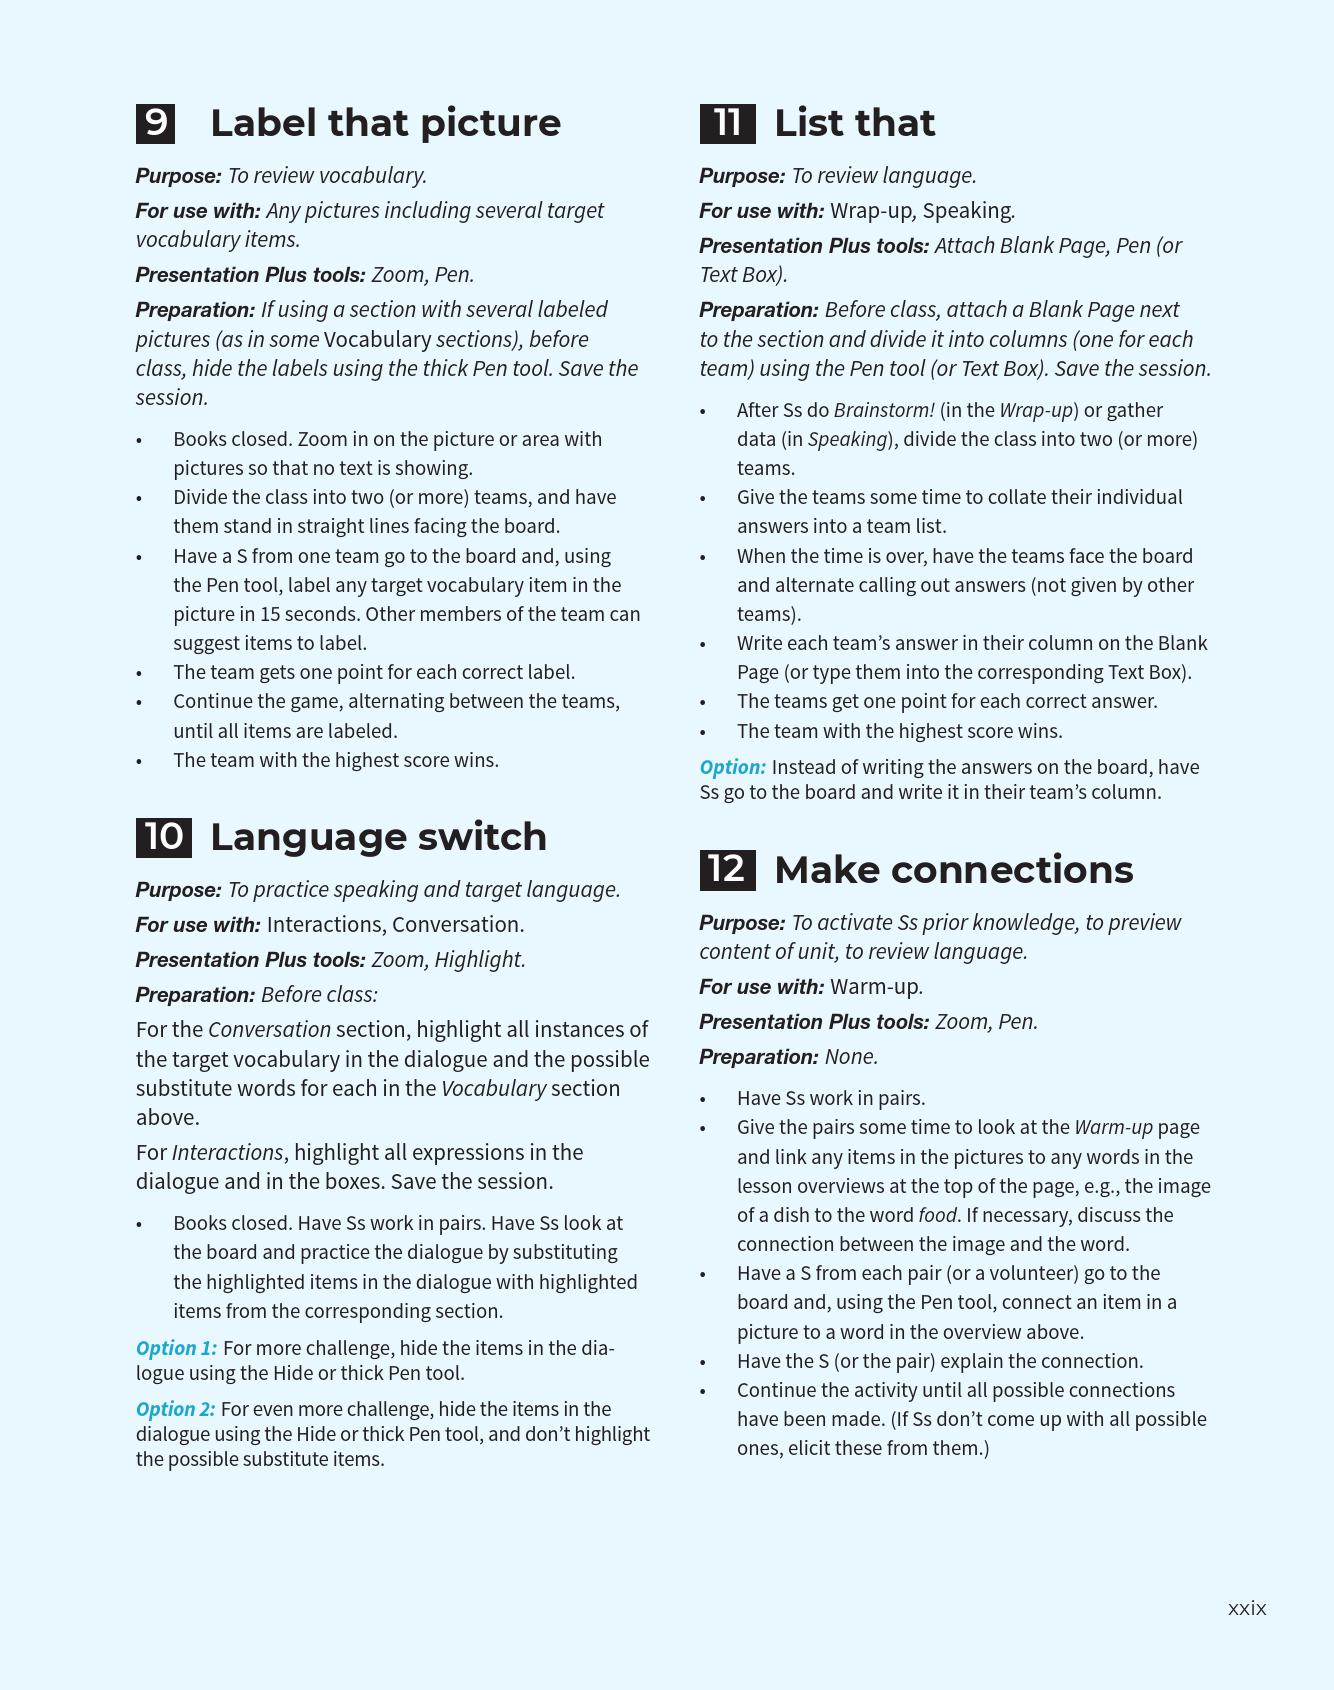 9 Label that picture
Purpose: To review vocabulary.
For use with: Any pictures including several target
vocabulary items.
Presentation Plus tools: Zoom, Pen.
Preparation: If using a section with several labeled
pictures (as in some Vocabulary sections), before
class, hide the labels using the thick Pen tool. Save the
session.
• Books closed. Zoom in on the picture or area with
pictures so that no text is showing.
• Divide the class into two (or more) teams, and have
them stand in straight lines facing the board.
• Have a S from one team go to the board and, using
the Pen tool, label any target vocabulary item in the
picture in 15 seconds. Other members of the team can
suggest items to label.
• The team gets one point for each correct label.
• Continue the game, alternating between the teams,
until all items are labeled.
• The team with the highest score wins.
10 Language switch
Purpose: To practice speaking and target language.
For use with: Interactions, Conversation.
Presentation Plus tools: Zoom, Highlight.
Preparation: Before class:
For the Conversation section, highlight all instances of
the target vocabulary in the dialogue and the possible
substitute words for each in the Vocabulary section
above.
For Interactions, highlight all expressions in the
dialogue and in the boxes. Save the session.
• Books closed. Have Ss work in pairs. Have Ss look at
the board and practice the dialogue by substituting
the highlighted items in the dialogue with highlighted
items from the corresponding section.
Option 1: For more challenge, hide the items in the dia-
logue using the Hide or thick Pen tool.
Option 2: For even more challenge, hide the items in the
dialogue using the Hide or thick Pen tool, and don't highlight
the possible substitute items.
11 List that
Purpose: To review language.
For use with: Wrap-up, Speaking.
Presentation Plus tools: Attach Blank Page, Pen (or
Text Box).
Preparation: Before class, attach a Blank Page next
to the section and divide it into columns (one for each
team) using the Pen tool (or Text Box). Save the session.
• After Ss do Brainstorm! (in the Wrap-up) or gather
data (in Speaking), divide the class into two (or more)
teams.
• Give the teams some time to collate their individual
answers into a team list.
• When the time is over, have the teams face the board
and alternate calling out answers (not given by other
teams).
• Write each team's answer in their column on the Blank
Page (or type them into the corresponding Text Box).
• The teams get one point for each correct answer.
• The team with the highest score wins.
Option: Instead of writing the answers on the board, have
Ss go to the board and write it in their team's column.
12 Make connections
Purpose: To activate Ss prior knowledge, to preview
content of unit, to review language.
For use with: Warm-up.
Presentation Plus tools: Zoom, Pen.
Preparation: None.
• Have Ss work in pairs.
• Give the pairs some time to look at the Warm-up page
and link any items in the pictures to any words in the
lesson overviews at the top of the page, e.g., the image
of a dish to the word food. If necessary, discuss the
connection between the image and the word.
• Have a S from each pair (or a volunteer) go to the
board and, using the Pen tool, connect an item in a
picture to a word in the overview above.
• Have the S (or the pair) explain the connection.
• Continue the activity until all possible connections
have been made. (If Ss don't come up with all possible
ones, elicit these from them.)
xxix